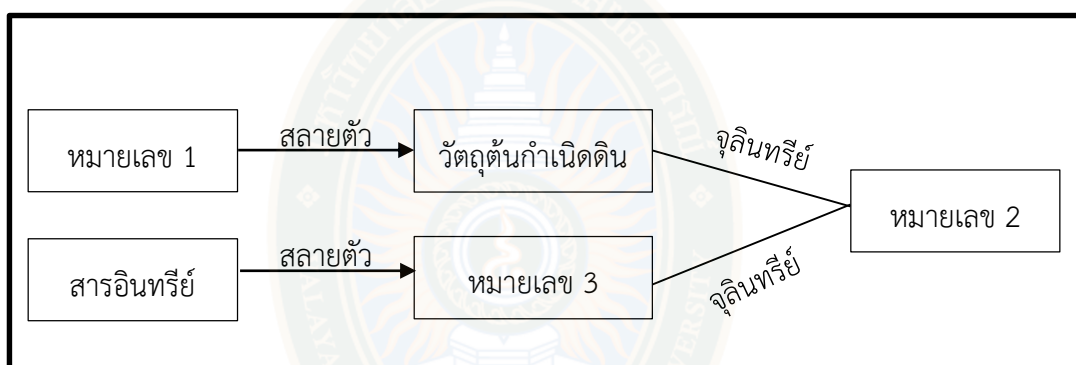 หมายเลข 1
สลายตัว
วัตถุต้นกำเนิดดิน
จุลินทรีย์
หมายเลข 2
สารอินทรีย์
สลายตัว
หมายเลข 3
จุลินทรีย์